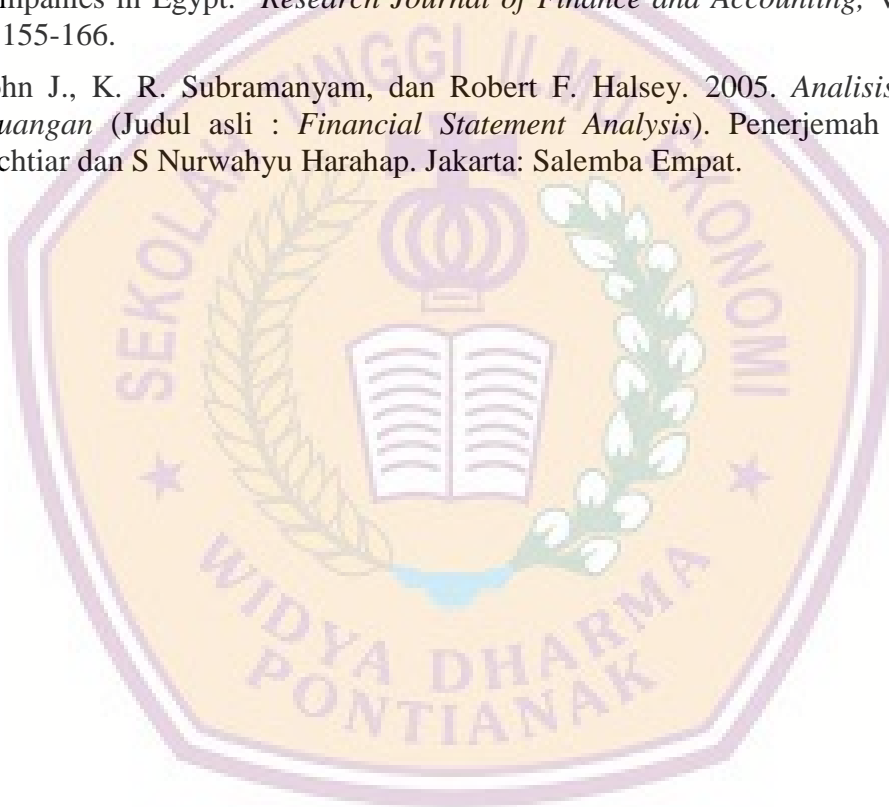 mpanies in Egypt." Research Journal of Finance and Accounting,
155-166.
ohn J., K. R. Subramanyam, dan Robert F. Halsey. 2005. Analisis
uangan (Judul asli : Financial Statement Analysis). Penerjemah
chtiar dan S Nurwahyu Harahap. Jakarta: Salemba Empat.
SEKOLAH TINGGI ILMU EKONOMI
WIDYA DHARMA
PONTIANAK